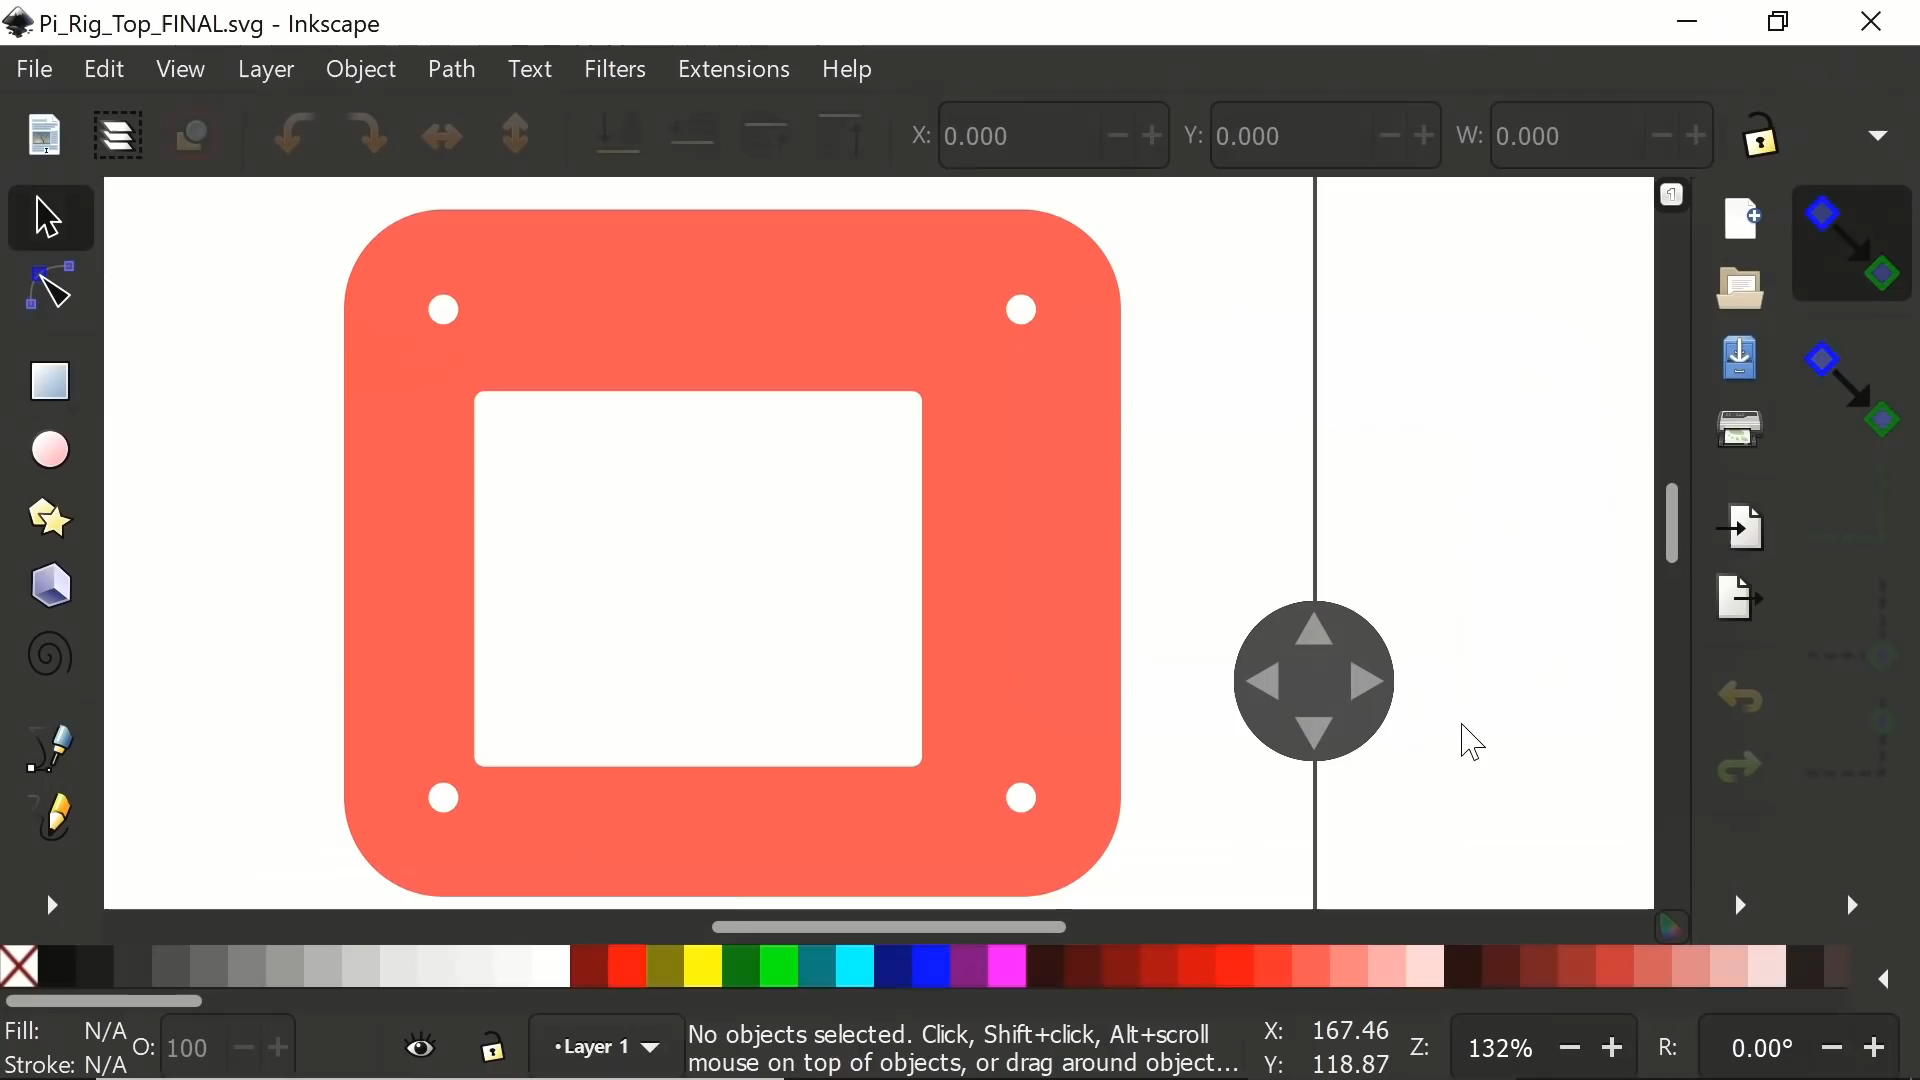 Pi_Rig_Top_FINAL.svg - Inkscape
File Edit View Layer Object Path Text Filters Extensions Help
X: 0.000 Y: 0.000 W: 0.000
1
Fill: N/A O: 100 Layer 1 No objects selected. Click, Shift+click, Alt+scroll X: 167.46 Z: 132% R: 0.00°
Stroke: N/A mouse on top of objects, or drag around object... Y: 118.87